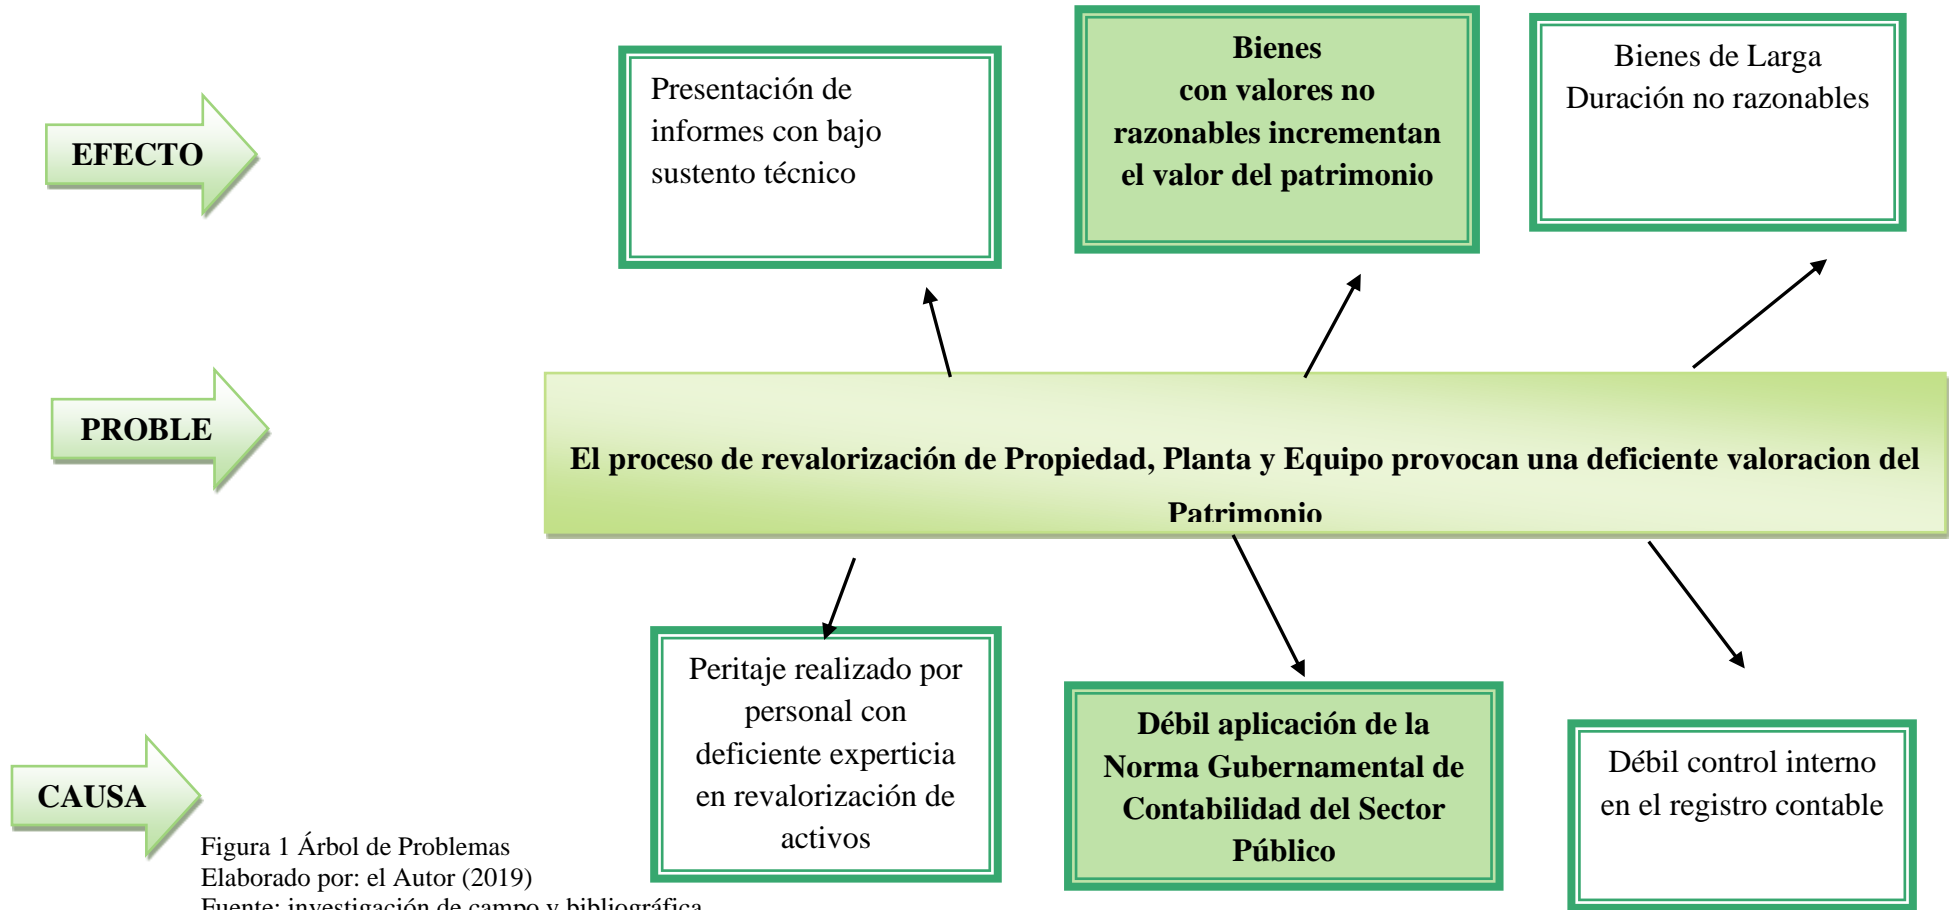 EFECTO
Presentación de
informes con bajo
sustento técnico
Bienes
con valores no
razonables incrementan
el valor del patrimonio
Bienes de Larga
Duración no razonables
PROBLE
El proceso de revalorización de Propiedad, Planta y Equipo provocan una deficiente valoracion del
Patrimonio
CAUSA
Peritaje realizado por
personal con
deficiente experticia
en revalorización de
activos
Débil aplicación de la
Norma Gubernamental de
Contabilidad del Sector
Público
Débil control interno
en el registro contable
Figura 1 Árbol de Problemas
Elaborado por: el Autor (2019)
Fuente: investigación de campo y bibliográfica